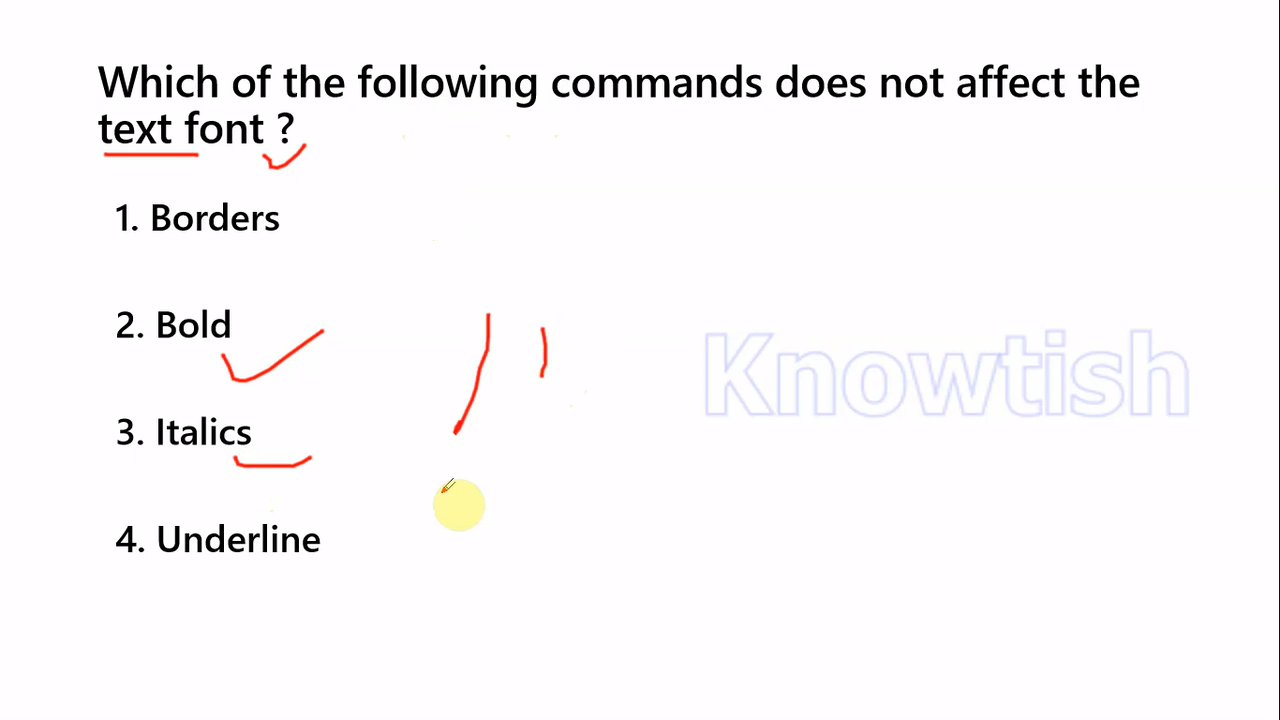 Which of the following commands does not affect the
text font ?
1. Borders
2. Bold
Knowtish
3. Italics
4. Underline